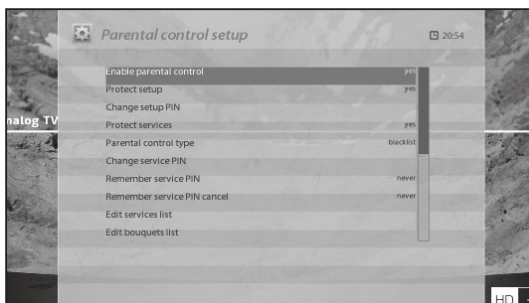 Parental control setup
20:54
Enable parental control yes
Protect setup yes
Change setup PIN
nalog TV
Protect services yes
Parental control type blacklist
Change service PIN
Remember service PIN never
Remember service PIN cancel never
Edit services list
Edit bouquets list
HD